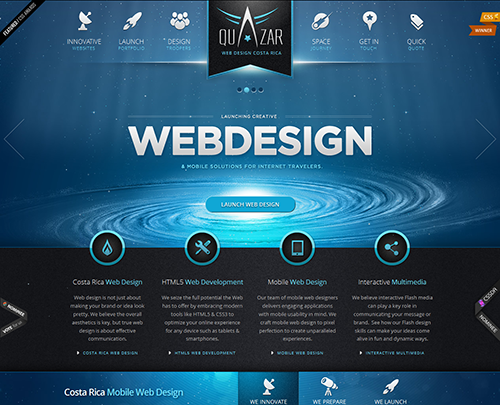 FEATURED CSS AWARDS
CSS
WINNER
QUAZAR
WEB DESIGN COSTA RICA
INNOVATIVE
WEBSITES
LAUNCH
PORTFOLIO
DESIGN
TROOPERS
SPACE
JOURNEY
GET IN
TOUCH
QUICK
QUOTE
LAUNCHING CREATIVE
WEBDESIGN
& MOBILE SOLUTIONS FOR INTERNET TRAVELERS.
LAUNCH WEB DESIGN
Costa Rica Web Design
Web design is not just about
making your brand or idea look
pretty. We believe the overall
aesthetics is key, but true web
design is about effective
communication.
COSTA RICA WEB DESIGN
HTML5 Web Development
We seize the full potential the Web
has to offer by embracing modern
tools like HTML5 & CSS3 to
optimize your online experience
for any device such as tablets &
smartphones.
HTML5 WEB DEVELOPMENT
Mobile Web Design
Our team of mobile web designers
delivers engaging applications
with mobile usability in mind. We
craft mobile web design to pixel
perfection to create unparalleled
experiences.
MOBILE WEB DESIGN
Interactive Multimedia
We believe interactive Flash media
can play a key role in
communicating your message or
brand. See how our Flash design
skills can make your ideas come
alive in fun and dynamic ways.
INTERACTIVE MULTIMEDIA
NOMINEE
CSSDA
Costa Rica Mobile Web Design
WE INNOVATE
WE PREPARE
WE LAUNCH